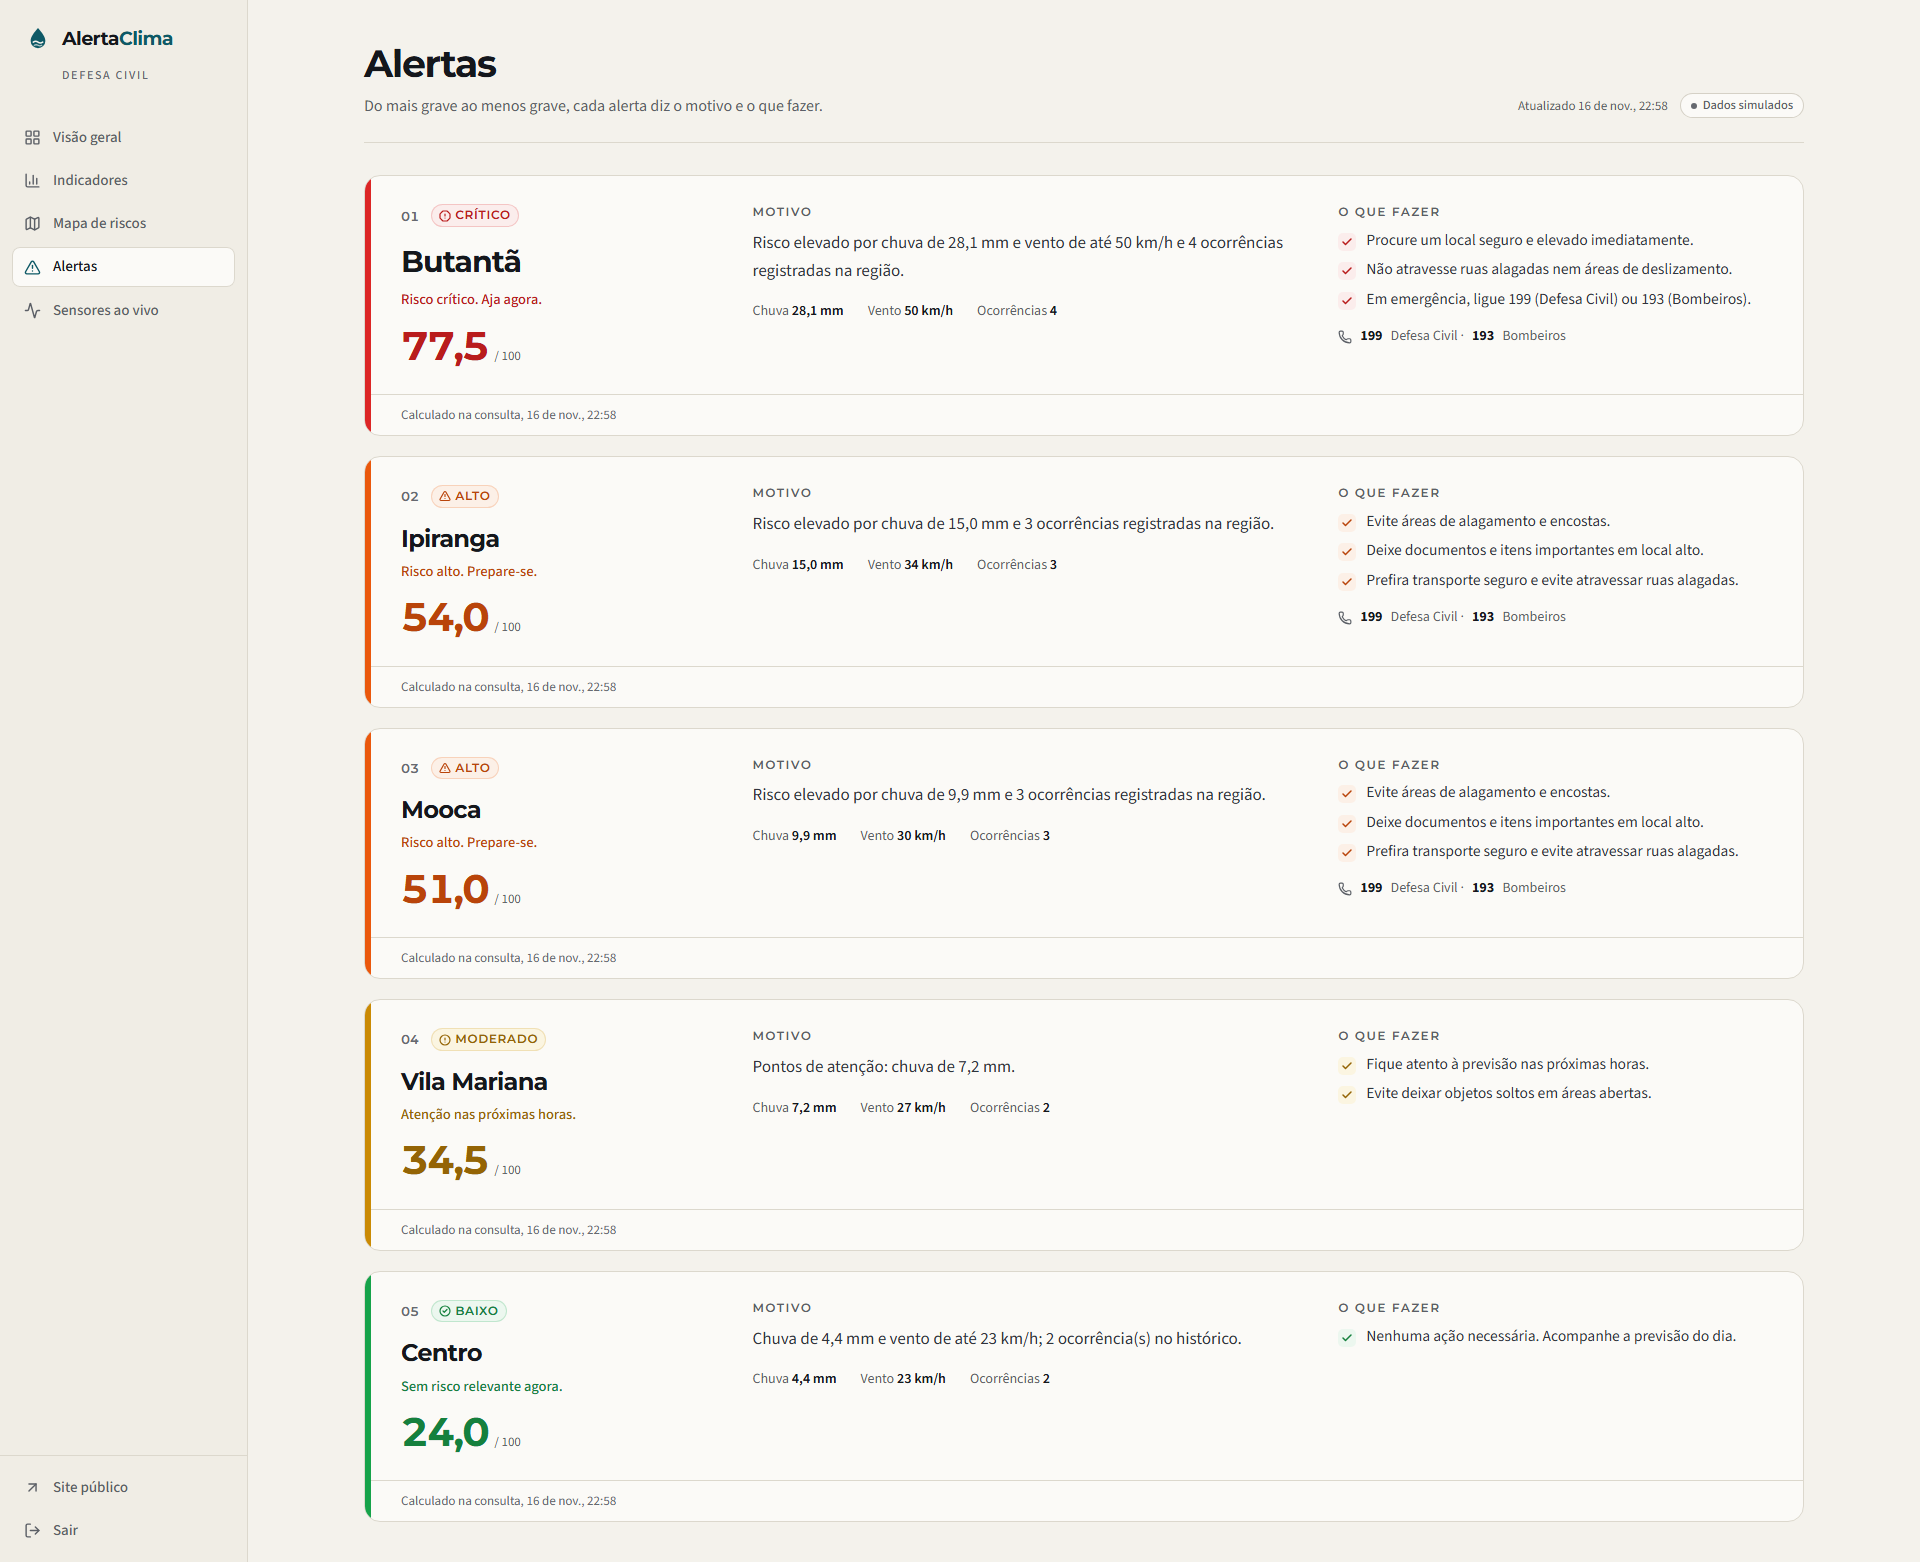 AlertaClima
DEFESA CIVIL
Visão geral
Indicadores
Mapa de riscos
Alertas
Sensores ao vivo
Site público
Sair
Alertas
Do mais grave ao menos grave, cada alerta diz o motivo e o que fazer.
Atualizado 16 de nov., 22:58
Dados simulados
01 CRÍTICO
Butantã
Risco crítico. Aja agora.
77,5 / 100
MOTIVO
Risco elevado por chuva de 28,1 mm e vento de até 50 km/h e 4 ocorrências
registradas na região.
Chuva 28,1 mm Vento 50 km/h Ocorrências 4
O QUE FAZER
Procure um local seguro e elevado imediatamente.
Não atravesse ruas alagadas nem áreas de deslizamento.
Em emergência, ligue 199 (Defesa Civil) ou 193 (Bombeiros).
199 Defesa Civil · 193 Bombeiros
Calculado na consulta, 16 de nov., 22:58
02 ALTO
Ipiranga
Risco alto. Prepare-se.
54,0 / 100
MOTIVO
Risco elevado por chuva de 15,0 mm e 3 ocorrências registradas na região.
Chuva 15,0 mm Vento 34 km/h Ocorrências 3
O QUE FAZER
Evite áreas de alagamento e encostas.
Deixe documentos e itens importantes em local alto.
Prefira transporte seguro e evite atravessar ruas alagadas.
199 Defesa Civil · 193 Bombeiros
Calculado na consulta, 16 de nov., 22:58
03 ALTO
Mooca
Risco alto. Prepare-se.
51,0 / 100
MOTIVO
Risco elevado por chuva de 9,9 mm e 3 ocorrências registradas na região.
Chuva 9,9 mm Vento 30 km/h Ocorrências 3
O QUE FAZER
Evite áreas de alagamento e encostas.
Deixe documentos e itens importantes em local alto.
Prefira transporte seguro e evite atravessar ruas alagadas.
199 Defesa Civil · 193 Bombeiros
Calculado na consulta, 16 de nov., 22:58
04 MODERADO
Vila Mariana
Atenção nas próximas horas.
34,5 / 100
MOTIVO
Pontos de atenção: chuva de 7,2 mm.
Chuva 7,2 mm Vento 27 km/h Ocorrências 2
O QUE FAZER
Fique atento à previsão nas próximas horas.
Evite deixar objetos soltos em áreas abertas.
Calculado na consulta, 16 de nov., 22:58
05 BAIXO
Centro
Sem risco relevante agora.
24,0 / 100
MOTIVO
Chuva de 4,4 mm e vento de até 23 km/h; 2 ocorrência(s) no histórico.
Chuva 4,4 mm Vento 23 km/h Ocorrências 2
O QUE FAZER
Nenhuma ação necessária. Acompanhe a previsão do dia.
Calculado na consulta, 16 de nov., 22:58